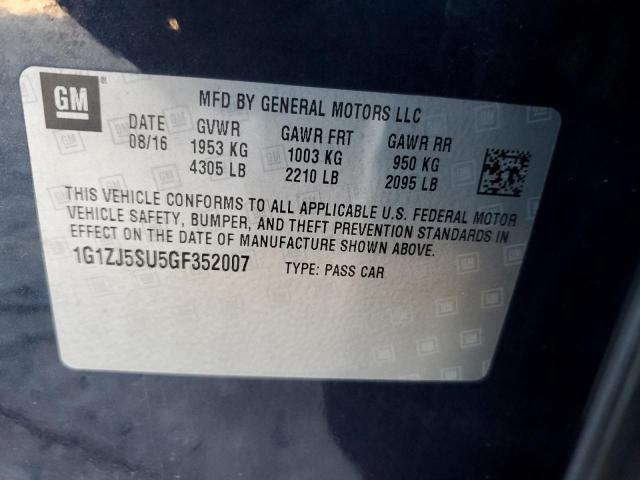 GM
MFD BY GENERAL MOTORS LLC
DATE GVWR GAWR FRT GAWR RR
08/16 1953 KG 1003 KG 950 KG
4305 LB 2210 LB 2095 LB
THIS VEHICLE CONFORMS TO ALL APPLICABLE U.S. FEDERAL MOTOR
VEHICLE SAFETY, BUMPER, AND THEFT PREVENTION STANDARDS IN
EFFECT ON THE DATE OF MANUFACTURE SHOWN ABOVE.
1G1ZJ5SU5GF352007 TYPE: PASS CAR